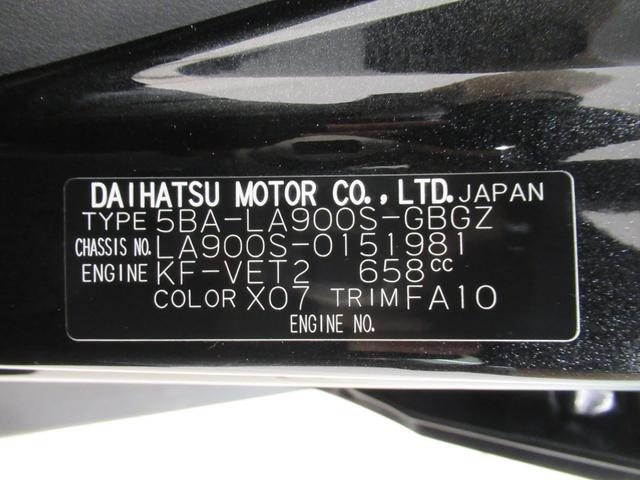 DAIHATSU MOTOR CO., LTD. JAPAN
TYPE 5BA-LA900S-GBGZ
CHASSIS NO. LA900S-0151981
ENGINE KF-VET2 658cc
COLOR X07 TRIM FA10
ENGINE NO.